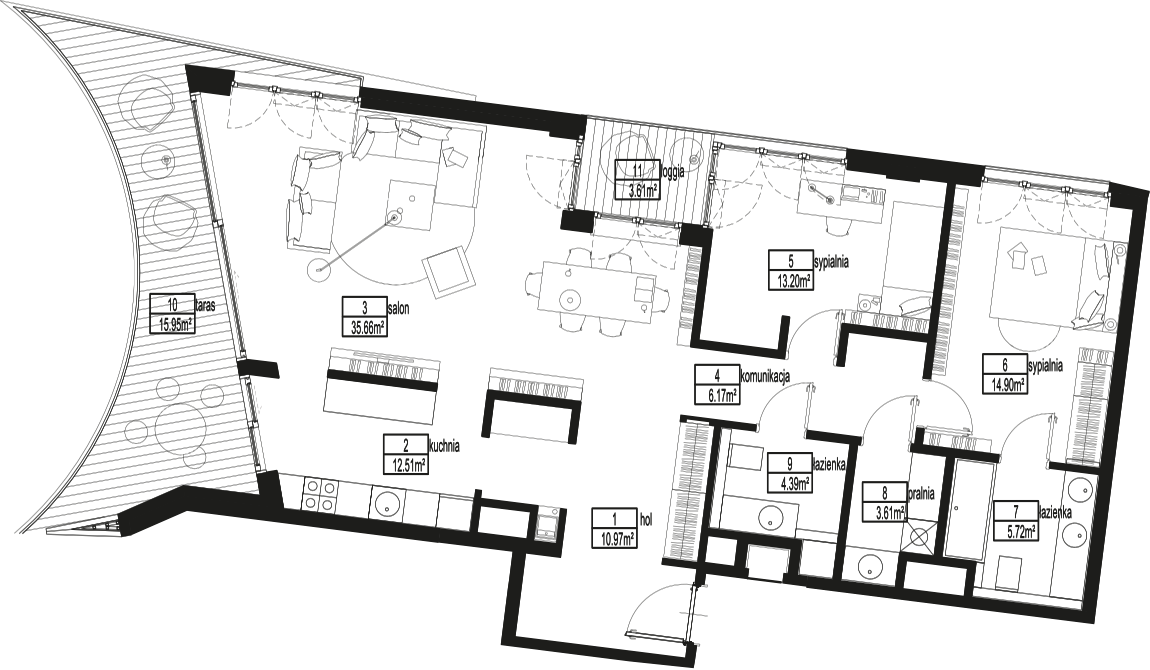 11 loggia
3.61m²
5 sypialnia
13.20m²
10 taras
15.95m²
3 salon
35.66m²
6 sypialnia
14.90m²
4 komunikacja
6.17m²
2 kuchnia
12.51m²
9 łazienka
4.39m²
8 pralnia
3.61m²
1 hol
10.97m²
7 łazienka
5.72m²